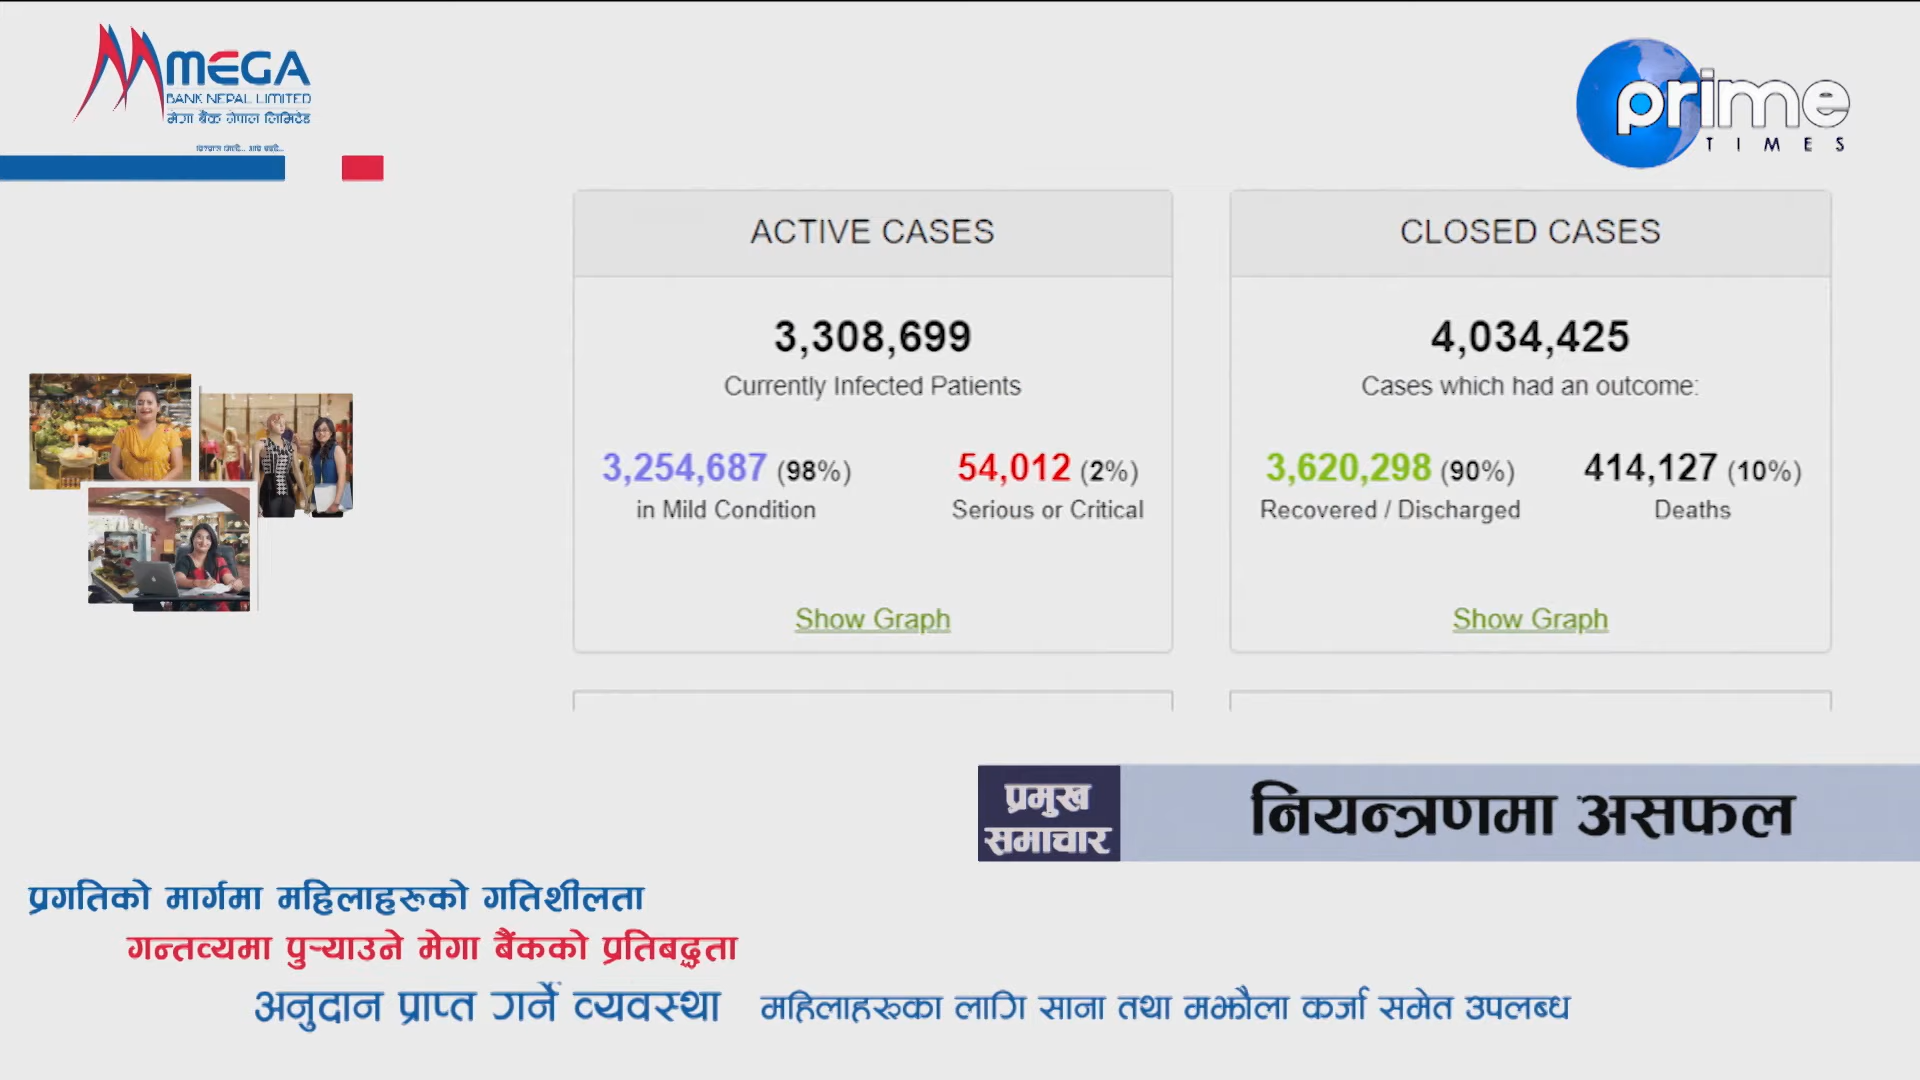 MEGA
BANK NEPAL LIMITED
मेगा बैंक नेपाल लिमिटेड
prime
TIMES
ACTIVE CASES
3,308,699
Currently Infected Patients
3,254,687 (98%)
in Mild Condition
54,012 (2%)
Serious or Critical
Show Graph
CLOSED CASES
4,034,425
Cases which had an outcome:
3,620,298 (90%)
Recovered / Discharged
414,127 (10%)
Deaths
Show Graph
प्रमुख
समाचार
नियन्त्रणमा असफल
प्रगतिको मार्गमा महिलाहरुको गतिशीलता
गन्तव्यमा पुऱ्याउने मेगा बैंकको प्रतिबद्धता
अनुदान प्राप्त गर्ने व्यवस्था
महिलाहरुका लागि साना तथा मझौला कर्जा समेत उपलब्ध